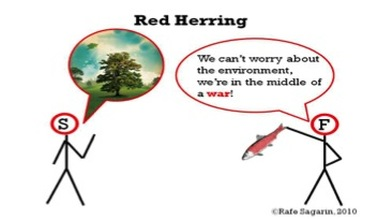 Red Herring
We can't worry about
the environment,
we're in the middle of
a war!
S
F
©Rafe Sagarin, 2010